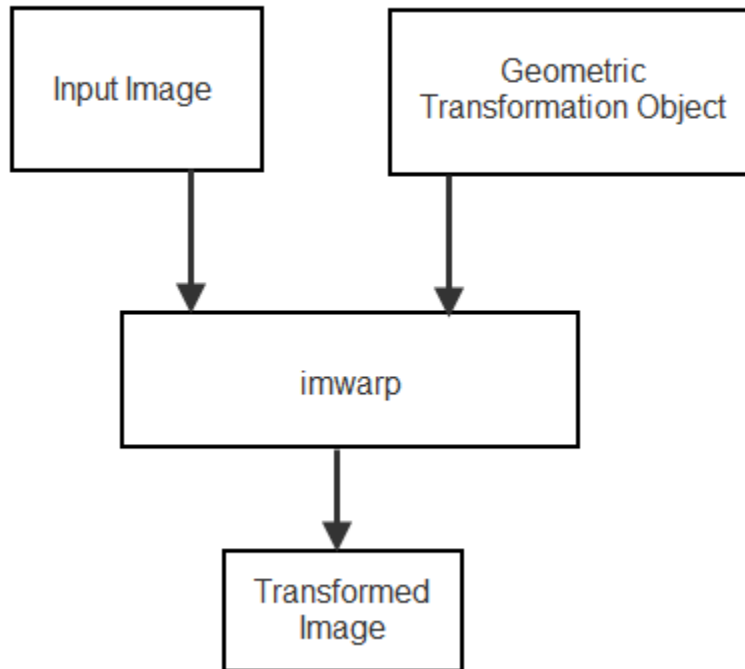 Input Image
Geometric
Transformation Object
imwarp
Transformed
Image